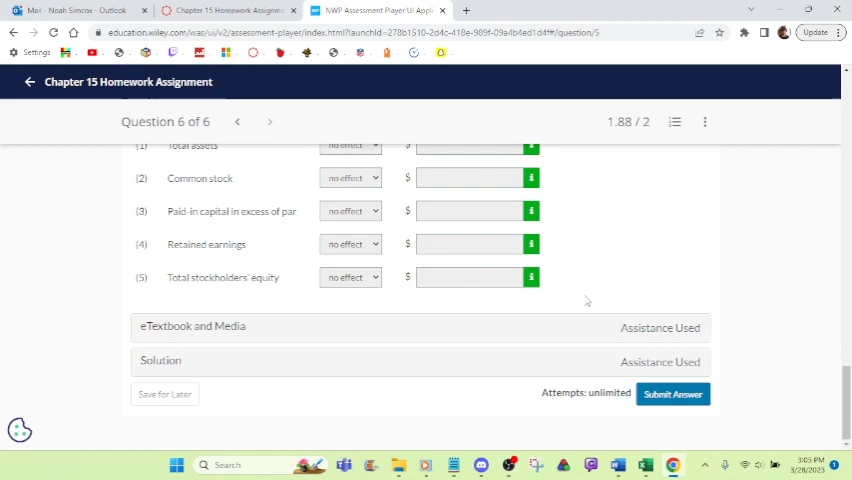 Mail - Noah Simcox - Outlook
Chapter 15 Homework Assignm
NWP Assessment Player UI Appli
education.wiley.com/was/ui/v2/assessment-player/index.html?launchId=278b1510-2d4c-418e-989f-09a4b4ed1d4f#/question/5
Update
Settings
Chapter 15 Homework Assignment
Question 6 of 6
1.88 / 2
(1) Total assets no effect $
(2) Common stock no effect $
(3) Paid-in capital in excess of par no effect $
(4) Retained earnings no effect $
(5) Total stockholders' equity no effect $
eTextbook and Media Assistance Used
Solution Assistance Used
Save for Later
Attempts: unlimited
Submit Answer
Search
3:05 PM
3/28/2023